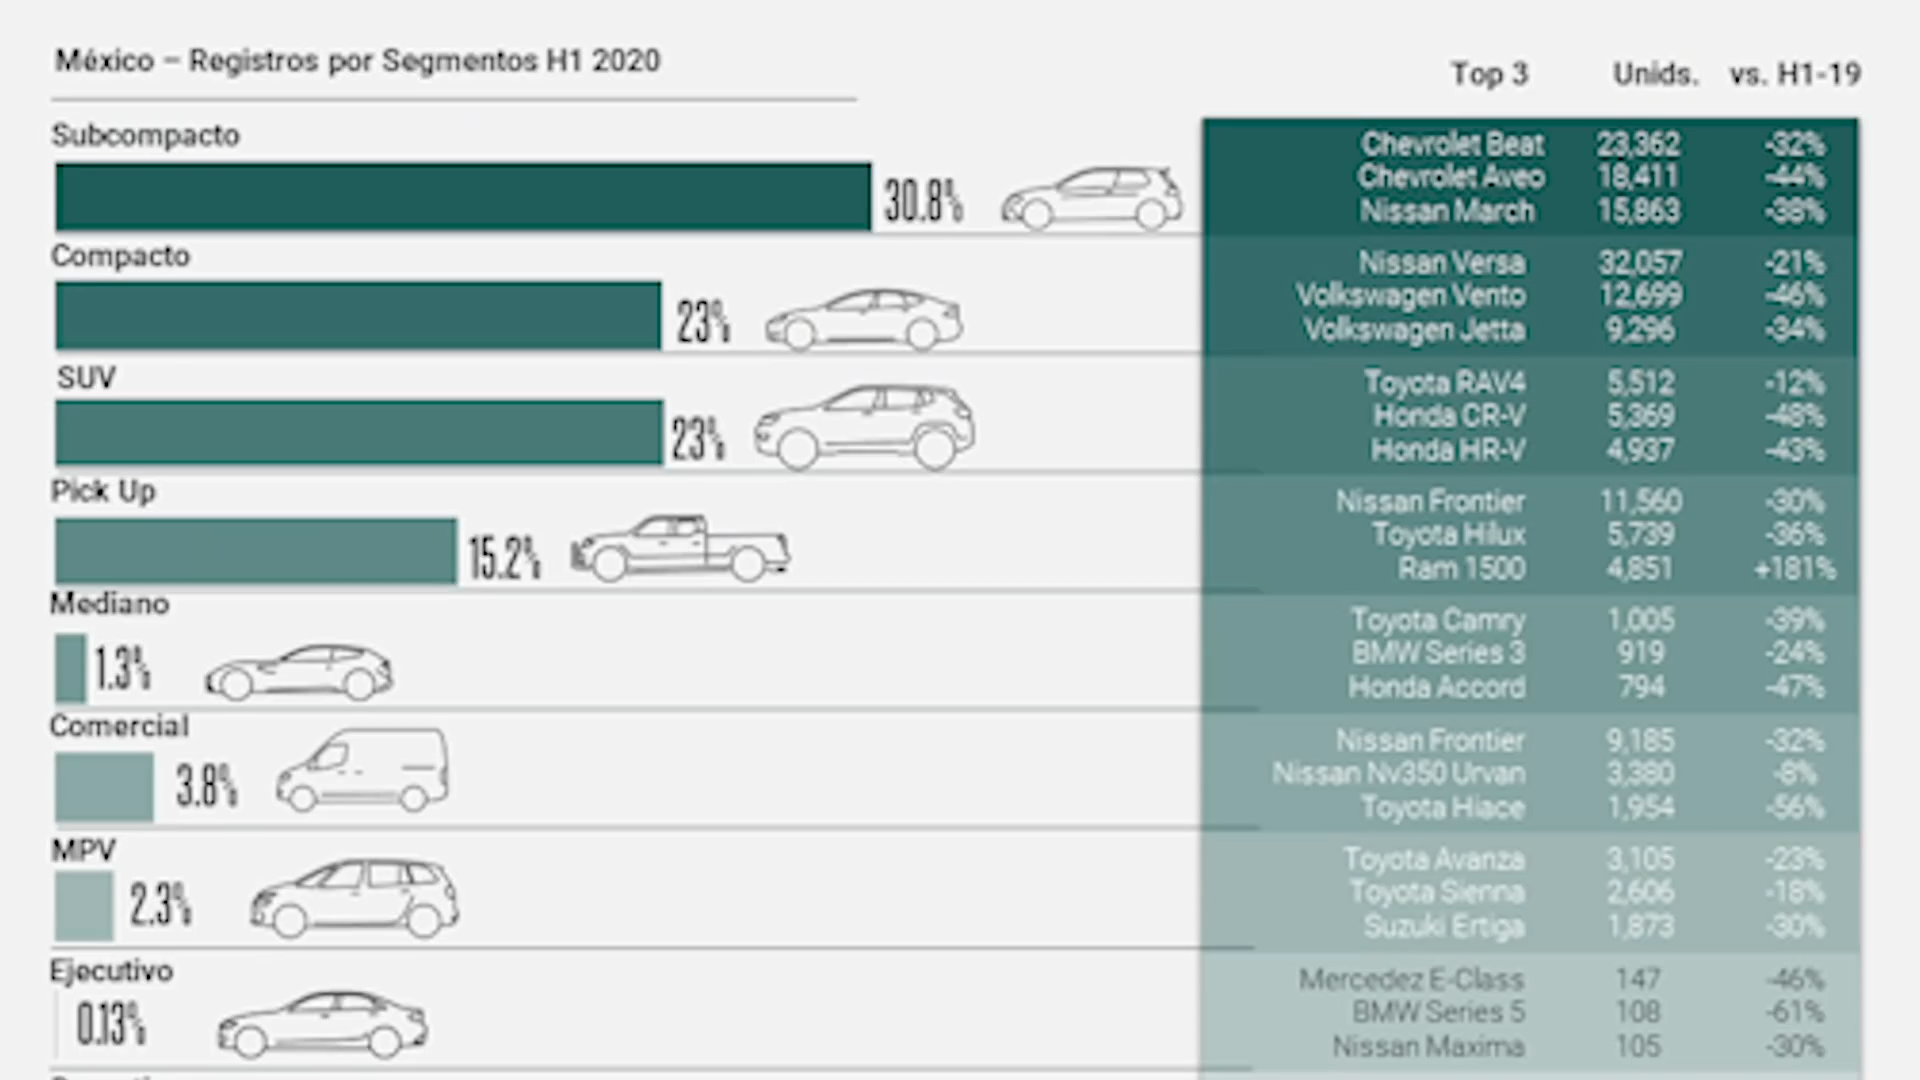 México – Registros por Segmentos H1 2020
Top 3 Unids. vs. H1-19
Subcompacto
30.8%
Chevrolet Beat 23,362 -32%
Chevrolet Aveo 18,411 -44%
Nissan March 15,863 -38%
Compacto
23%
Nissan Versa 32,057 -21%
Volkswagen Vento 12,699 -46%
Volkswagen Jetta 9,296 -34%
SUV
23%
Toyota RAV4 5,512 -12%
Honda CR-V 5,369 -48%
Honda HR-V 4,937 -43%
Pick Up
15.2%
Nissan Frontier 11,560 -30%
Toyota Hilux 5,739 -36%
Ram 1500 4,851 +181%
Mediano
1.3%
Toyota Camry 1,005 -39%
BMW Series 3 919 -24%
Honda Accord 794 -47%
Comercial
3.8%
Nissan Frontier 9,185 -32%
Nissan Nv350 Urvan 3,380 -8%
Toyota Hiace 1,954 -56%
MPV
2.3%
Toyota Avanza 3,105 -23%
Toyota Sienna 2,606 -18%
Suzuki Ertiga 1,873 -30%
Ejecutivo
0.13%
Mercedez E-Class 147 -46%
BMW Series 5 108 -61%
Nissan Maxima 105 -30%